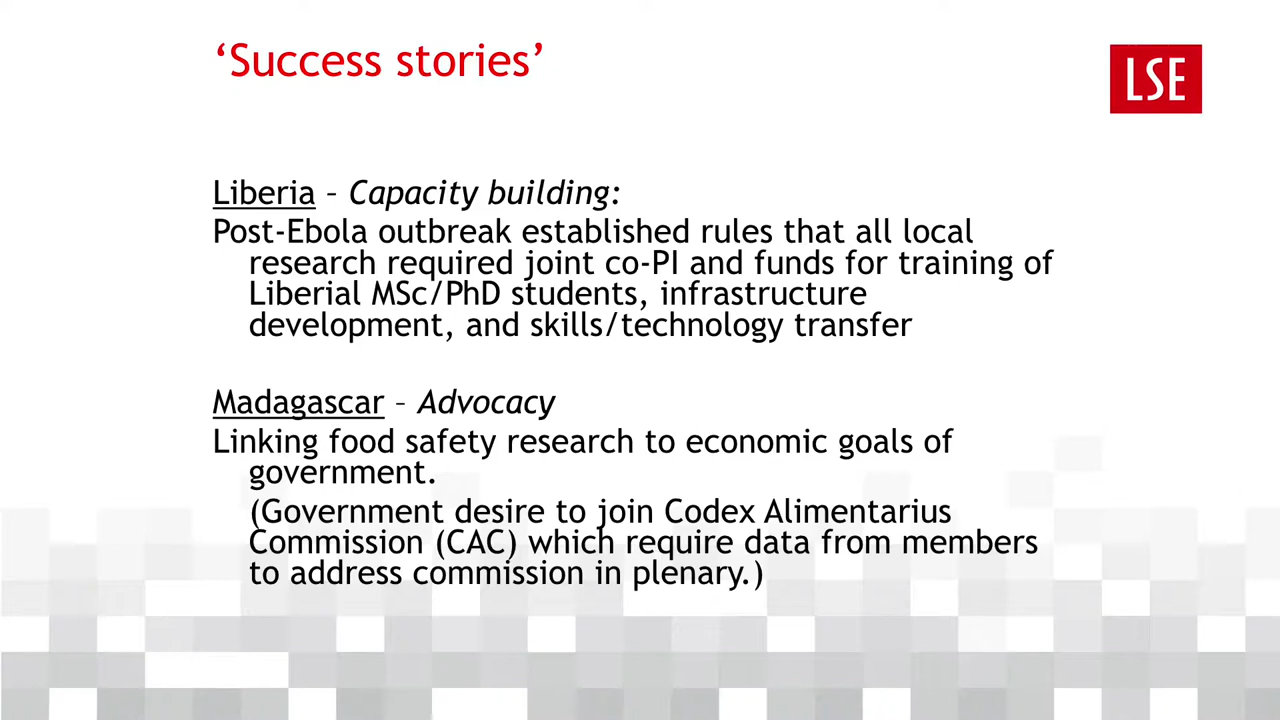 ‘Success stories’
LSE
Liberia – Capacity building:
Post-Ebola outbreak established rules that all local
research required joint co-PI and funds for training of
Liberial MSc/PhD students, infrastructure
development, and skills/technology transfer
Madagascar – Advocacy
Linking food safety research to economic goals of
government.
(Government desire to join Codex Alimentarius
Commission (CAC) which require data from members
to address commission in plenary.)